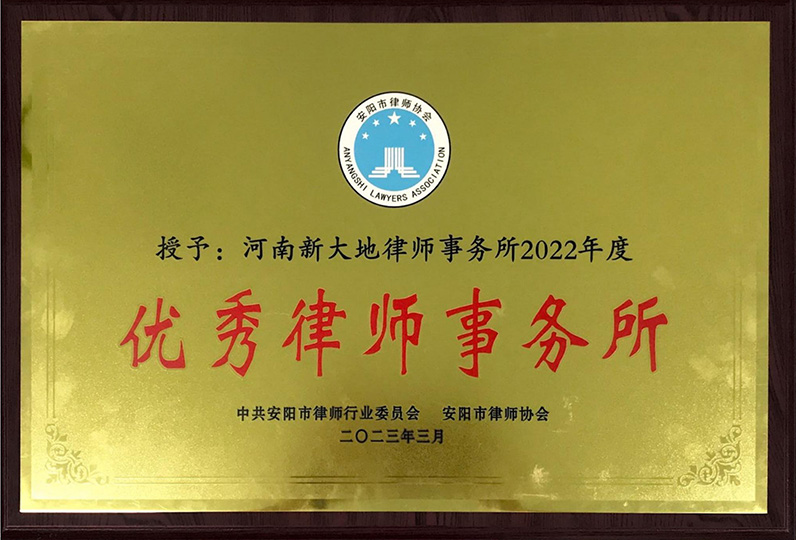 安阳市律师协会
ANYANGSHI LAWYERS ASSOCIATION
授予：河南新大地律师事务所2022年度
优秀律师事务所
中共安阳市律师行业委员会 安阳市律师协会
二〇二三年三月